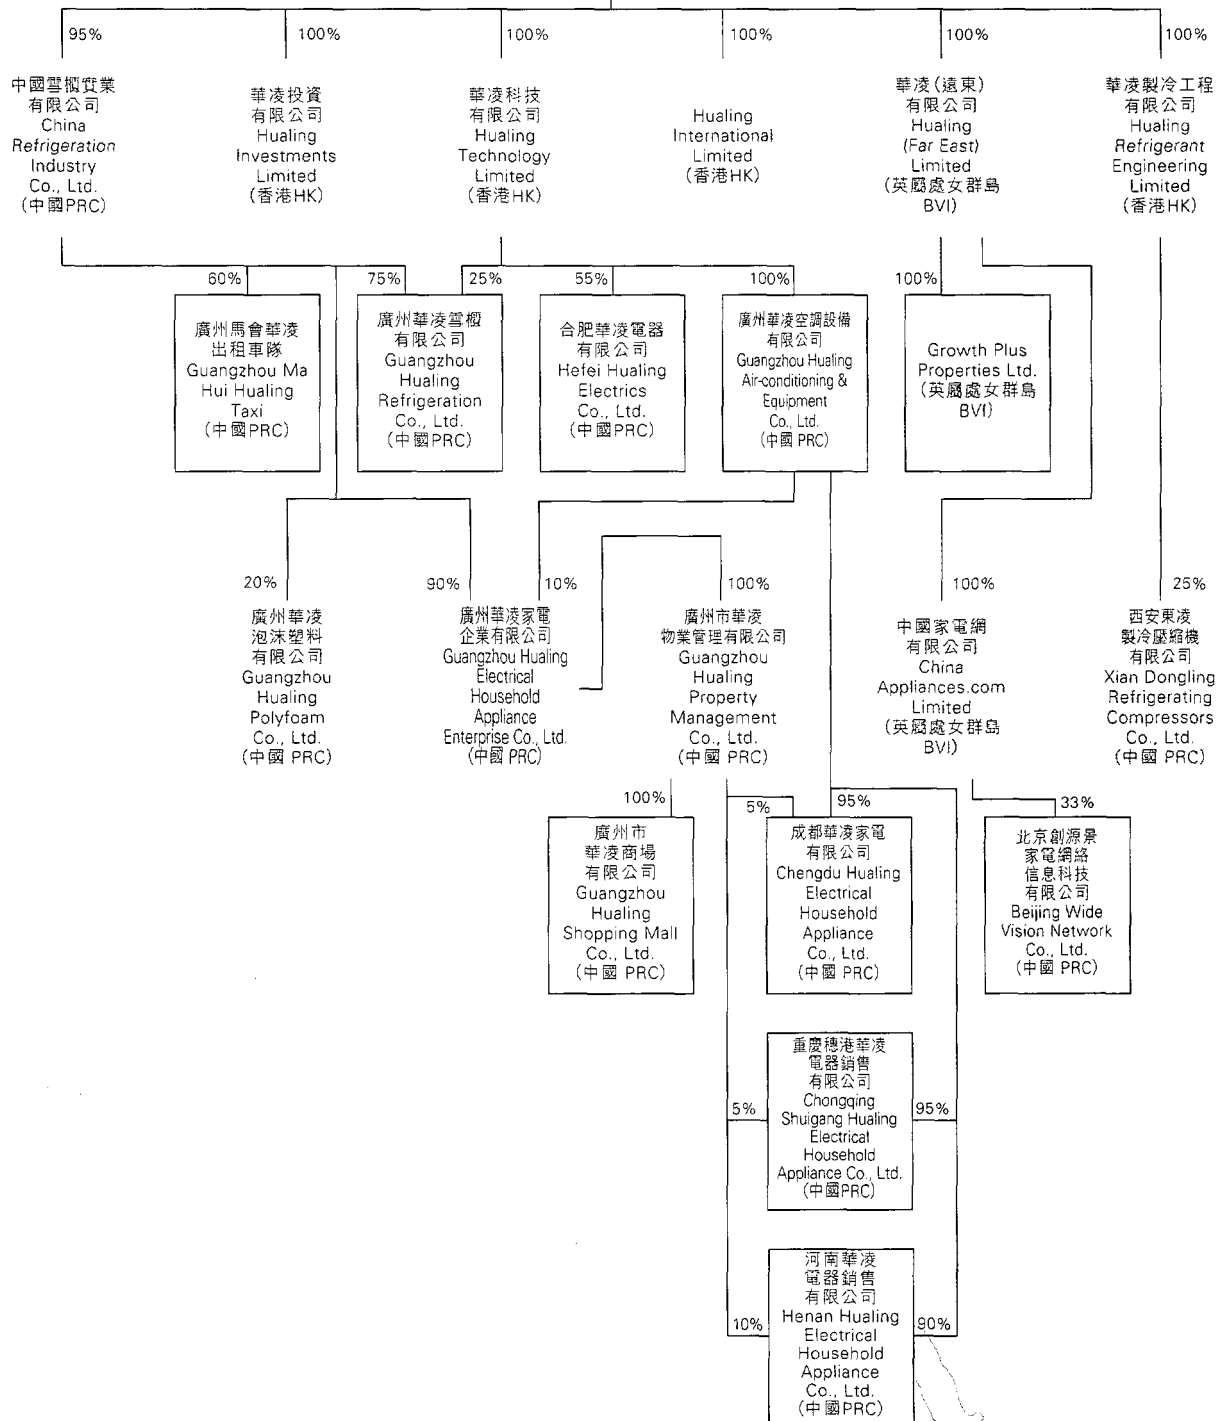 95%
100%
100%
100%
100%
100%
中國雪櫃實業
有限公司
China
Refrigeration
Industry
Co., Ltd.
(中國PRC)
華凌投資
有限公司
Hualing
Investments
Limited
(香港HK)
華凌科技
有限公司
Hualing
Technology
Limited
(香港HK)
Hualing
International
Limited
(香港HK)
華凌(遠東)
有限公司
Hualing
(Far East)
Limited
(英屬處女群島
BVI)
華凌製冷工程
有限公司
Hualing
Refrigerant
Engineering
Limited
(香港HK)
60%
75%
25%
55%
100%
100%
廣州馬會華凌
出租車隊
Guangzhou Ma
Hui Hualing
Taxi
(中國PRC)
廣州華凌雪櫃
有限公司
Guangzhou
Hualing
Refrigeration
Co., Ltd.
(中國PRC)
合肥華凌電器
有限公司
Hefei Hualing
Electrics
Co., Ltd.
(中國PRC)
廣州華凌空調設備
有限公司
Guangzhou Hualing
Air-conditioning &
Equipment
Co., Ltd.
(中國 PRC)
Growth Plus
Properties Ltd.
(英屬處女群島
BVI)
20%
90%
10%
100%
100%
25%
廣州華凌
泡沫塑料
有限公司
Guangzhou
Hualing
Polyfoam
Co., Ltd.
(中國 PRC)
廣州華凌家電
企業有限公司
Guangzhou Hualing
Electrical
Household
Appliance
Enterprise Co., Ltd.
(中國 PRC)
廣州市華凌
物業管理有限公司
Guangzhou
Hualing
Property
Management
Co., Ltd.
(中國 PRC)
中國家電網
有限公司
China
Appliances.com
Limited
(英屬處女群島
BVI)
西安東凌
製冷壓縮機
有限公司
Xian Dongling
Refrigerating
Compressors
Co., Ltd.
(中國 PRC)
100%
5%
95%
33%
廣州市
華凌商場
有限公司
Guangzhou
Hualing
Shopping Mall
Co., Ltd.
(中國 PRC)
成都華凌家電
有限公司
Chengdu Hualing
Electrical
Household
Appliance
Co., Ltd.
(中國 PRC)
北京創源景
家電網絡
信息科技
有限公司
Beijing Wide
Vision Network
Co., Ltd.
(中國 PRC)
5%
95%
重慶穗港華凌
電器銷售
有限公司
Chongqing
Shuigang Hualing
Electrical
Household
Appliance Co., Ltd.
(中國PRC)
10%
90%
河南華凌
電器銷售
有限公司
Henan Hualing
Electrical
Household
Appliance
Co., Ltd.
(中國 PRC)